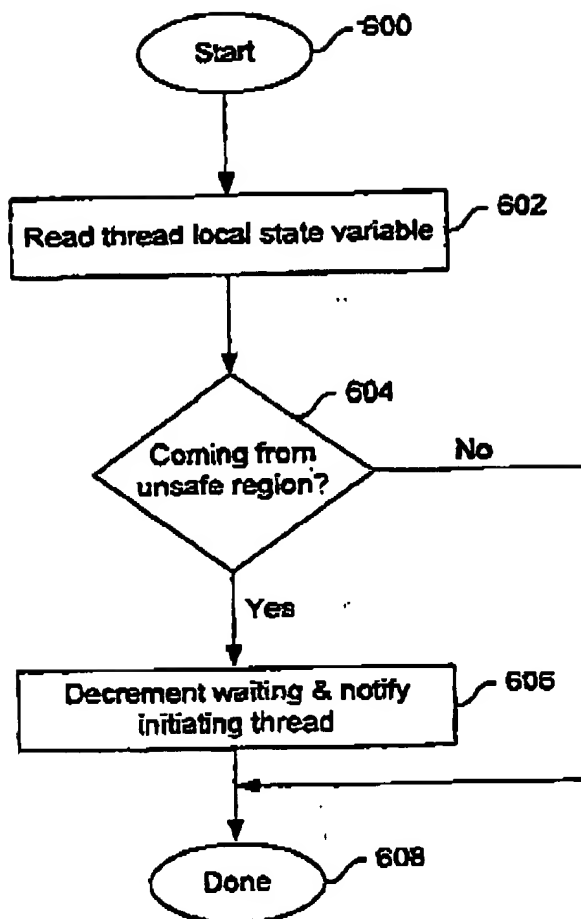 Start
600
Read thread local state variable
602
604
Coming from
unsafe region?
No
Yes
Decrement waiting & notify
initiating thread
606
Done
608